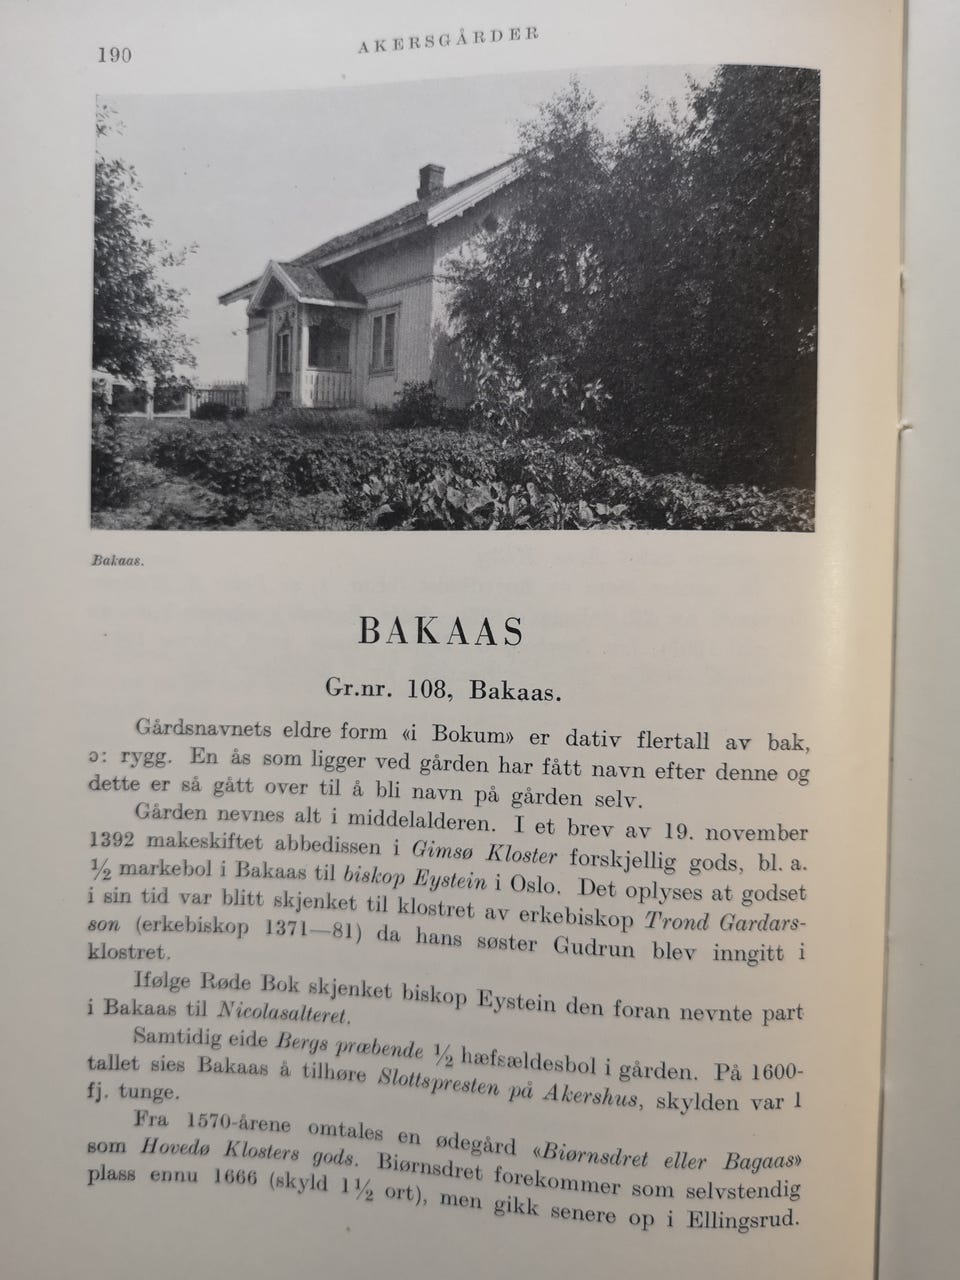 190
AKERSGÅRDER
Bakaas.
BAKAAS
Gr.nr. 108, Bakaas.
Gårdsnavnets eldre form «i Bokum» er dativ flertall av bak,
ɔ: rygg. En ås som ligger ved gården har fått navn efter denne og
dette er så gått over til å bli navn på gården selv.
Gården nevnes alt i middelalderen. I et brev av 19. november
1392 makeskiftet abbedissen i Gimsø Kloster forskjellig gods, bl. a.
½ markebol i Bakaas til biskop Eystein i Oslo. Det oplyses at godset
i sin tid var blitt skjenket til klostret av erkebiskop Trond Gardars-
son (erkebiskop 1371—81) da hans søster Gudrun blev inngitt i
klostret.
Ifølge Røde Bok skjenket biskop Eystein den foran nevnte part
i Bakaas til Nicolasalteret.
Samtidig eide Bergs præbende ½ hæfsældesbol i gården. På 1600-
tallet sies Bakaas å tilhøre Slottspresten på Akershus, skylden var 1
fj. tunge.
Fra 1570-årene omtales en ødegård «Biørnsdret eller Bagaas»
som Hovedø Klosters gods. Biørnsdret forekommer som selvstendig
plass ennu 1666 (skyld 1½ ort), men gikk senere op i Ellingsrud.